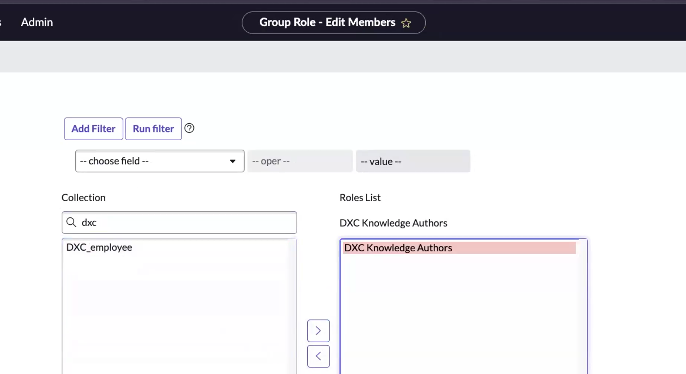 Admin
Group Role - Edit Members
Add Filter Run filter
-- choose field -- -- oper -- -- value --
Collection
Roles List
dxc
DXC Knowledge Authors
DXC_employee
DXC Knowledge Authors